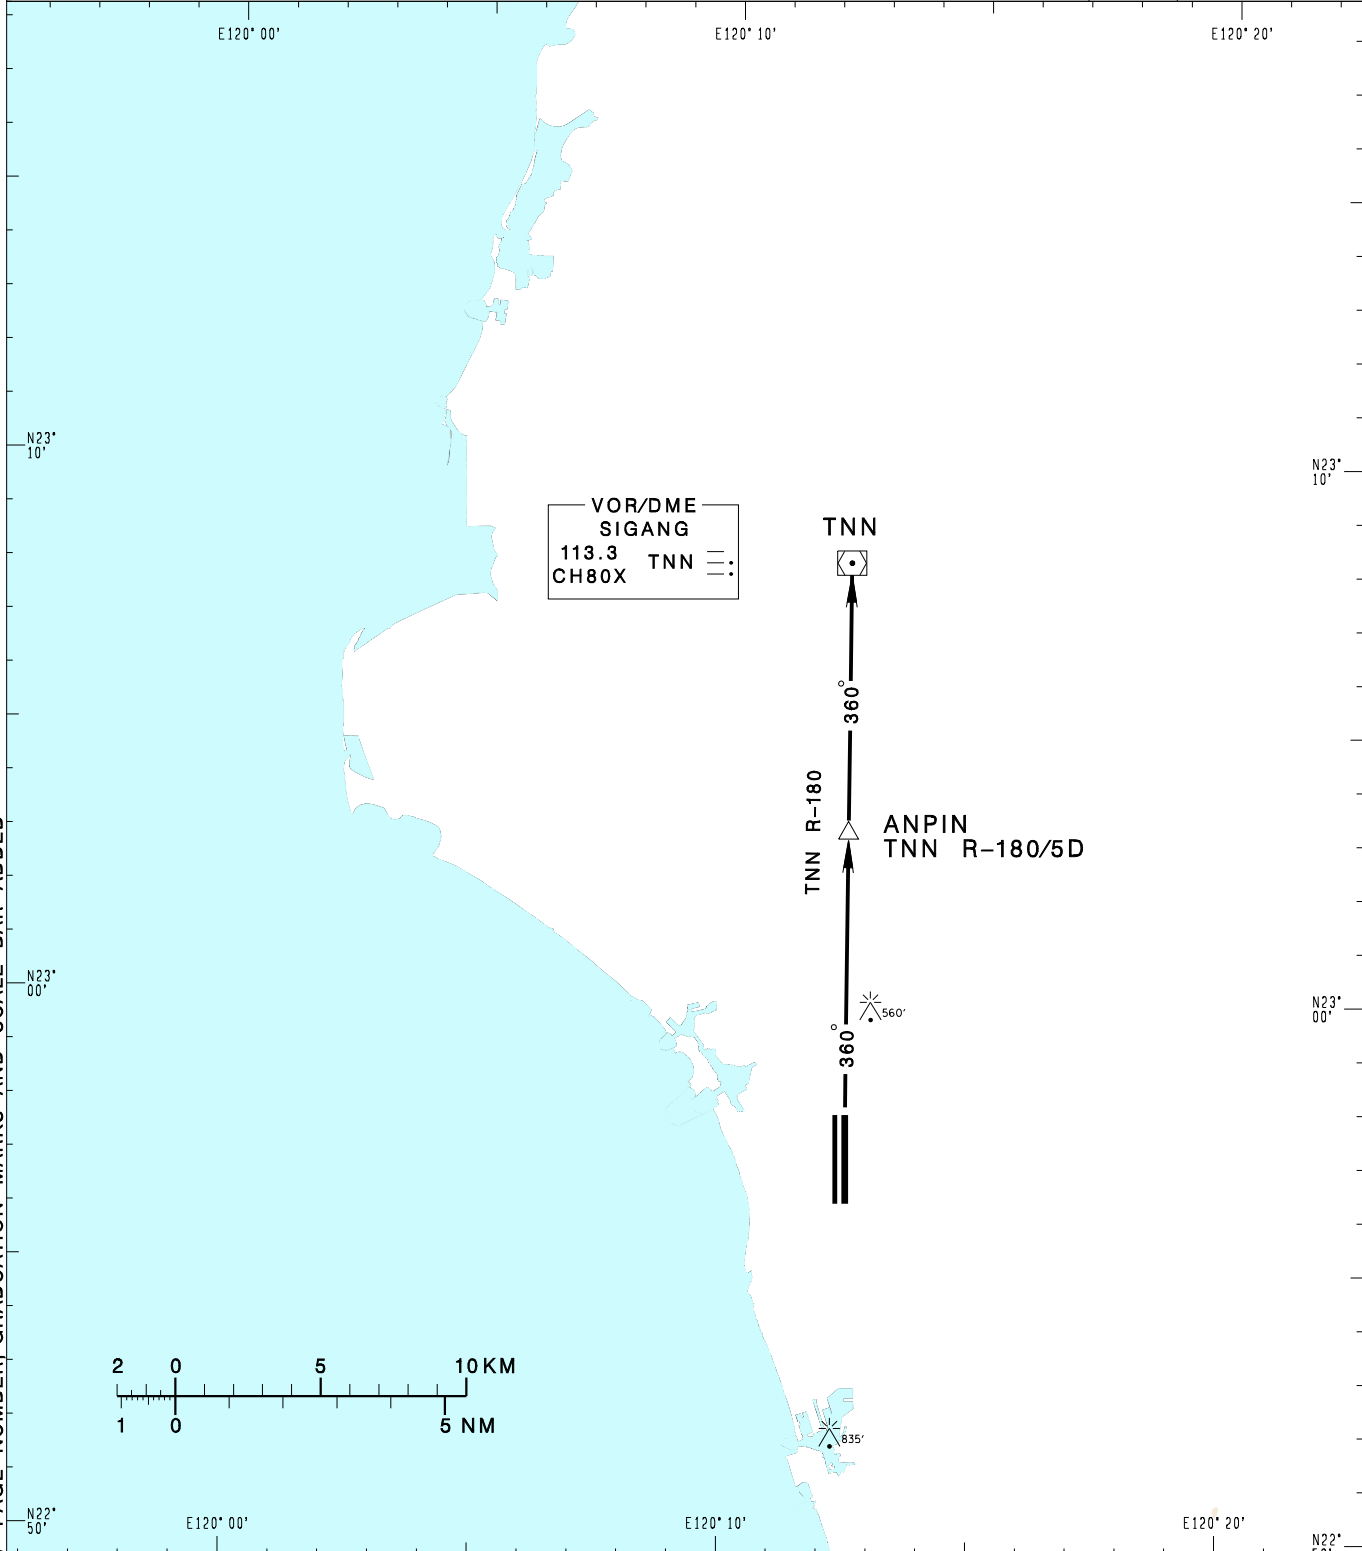 E120° 00'
E120° 10'
E120° 20'
N23°
10'
N23°
10'
VOR/DME
SIGANG
113.3
CH80X
TNN
TNN
360°
TNN R-180
ANPIN
TNN R-180/5D
N23°
00'
N23°
00'
560'
360°
2 0 5 10 KM
1 0 5 NM
835'
N22°
50'
E120° 00'
E120° 10'
E120° 20'
N22°